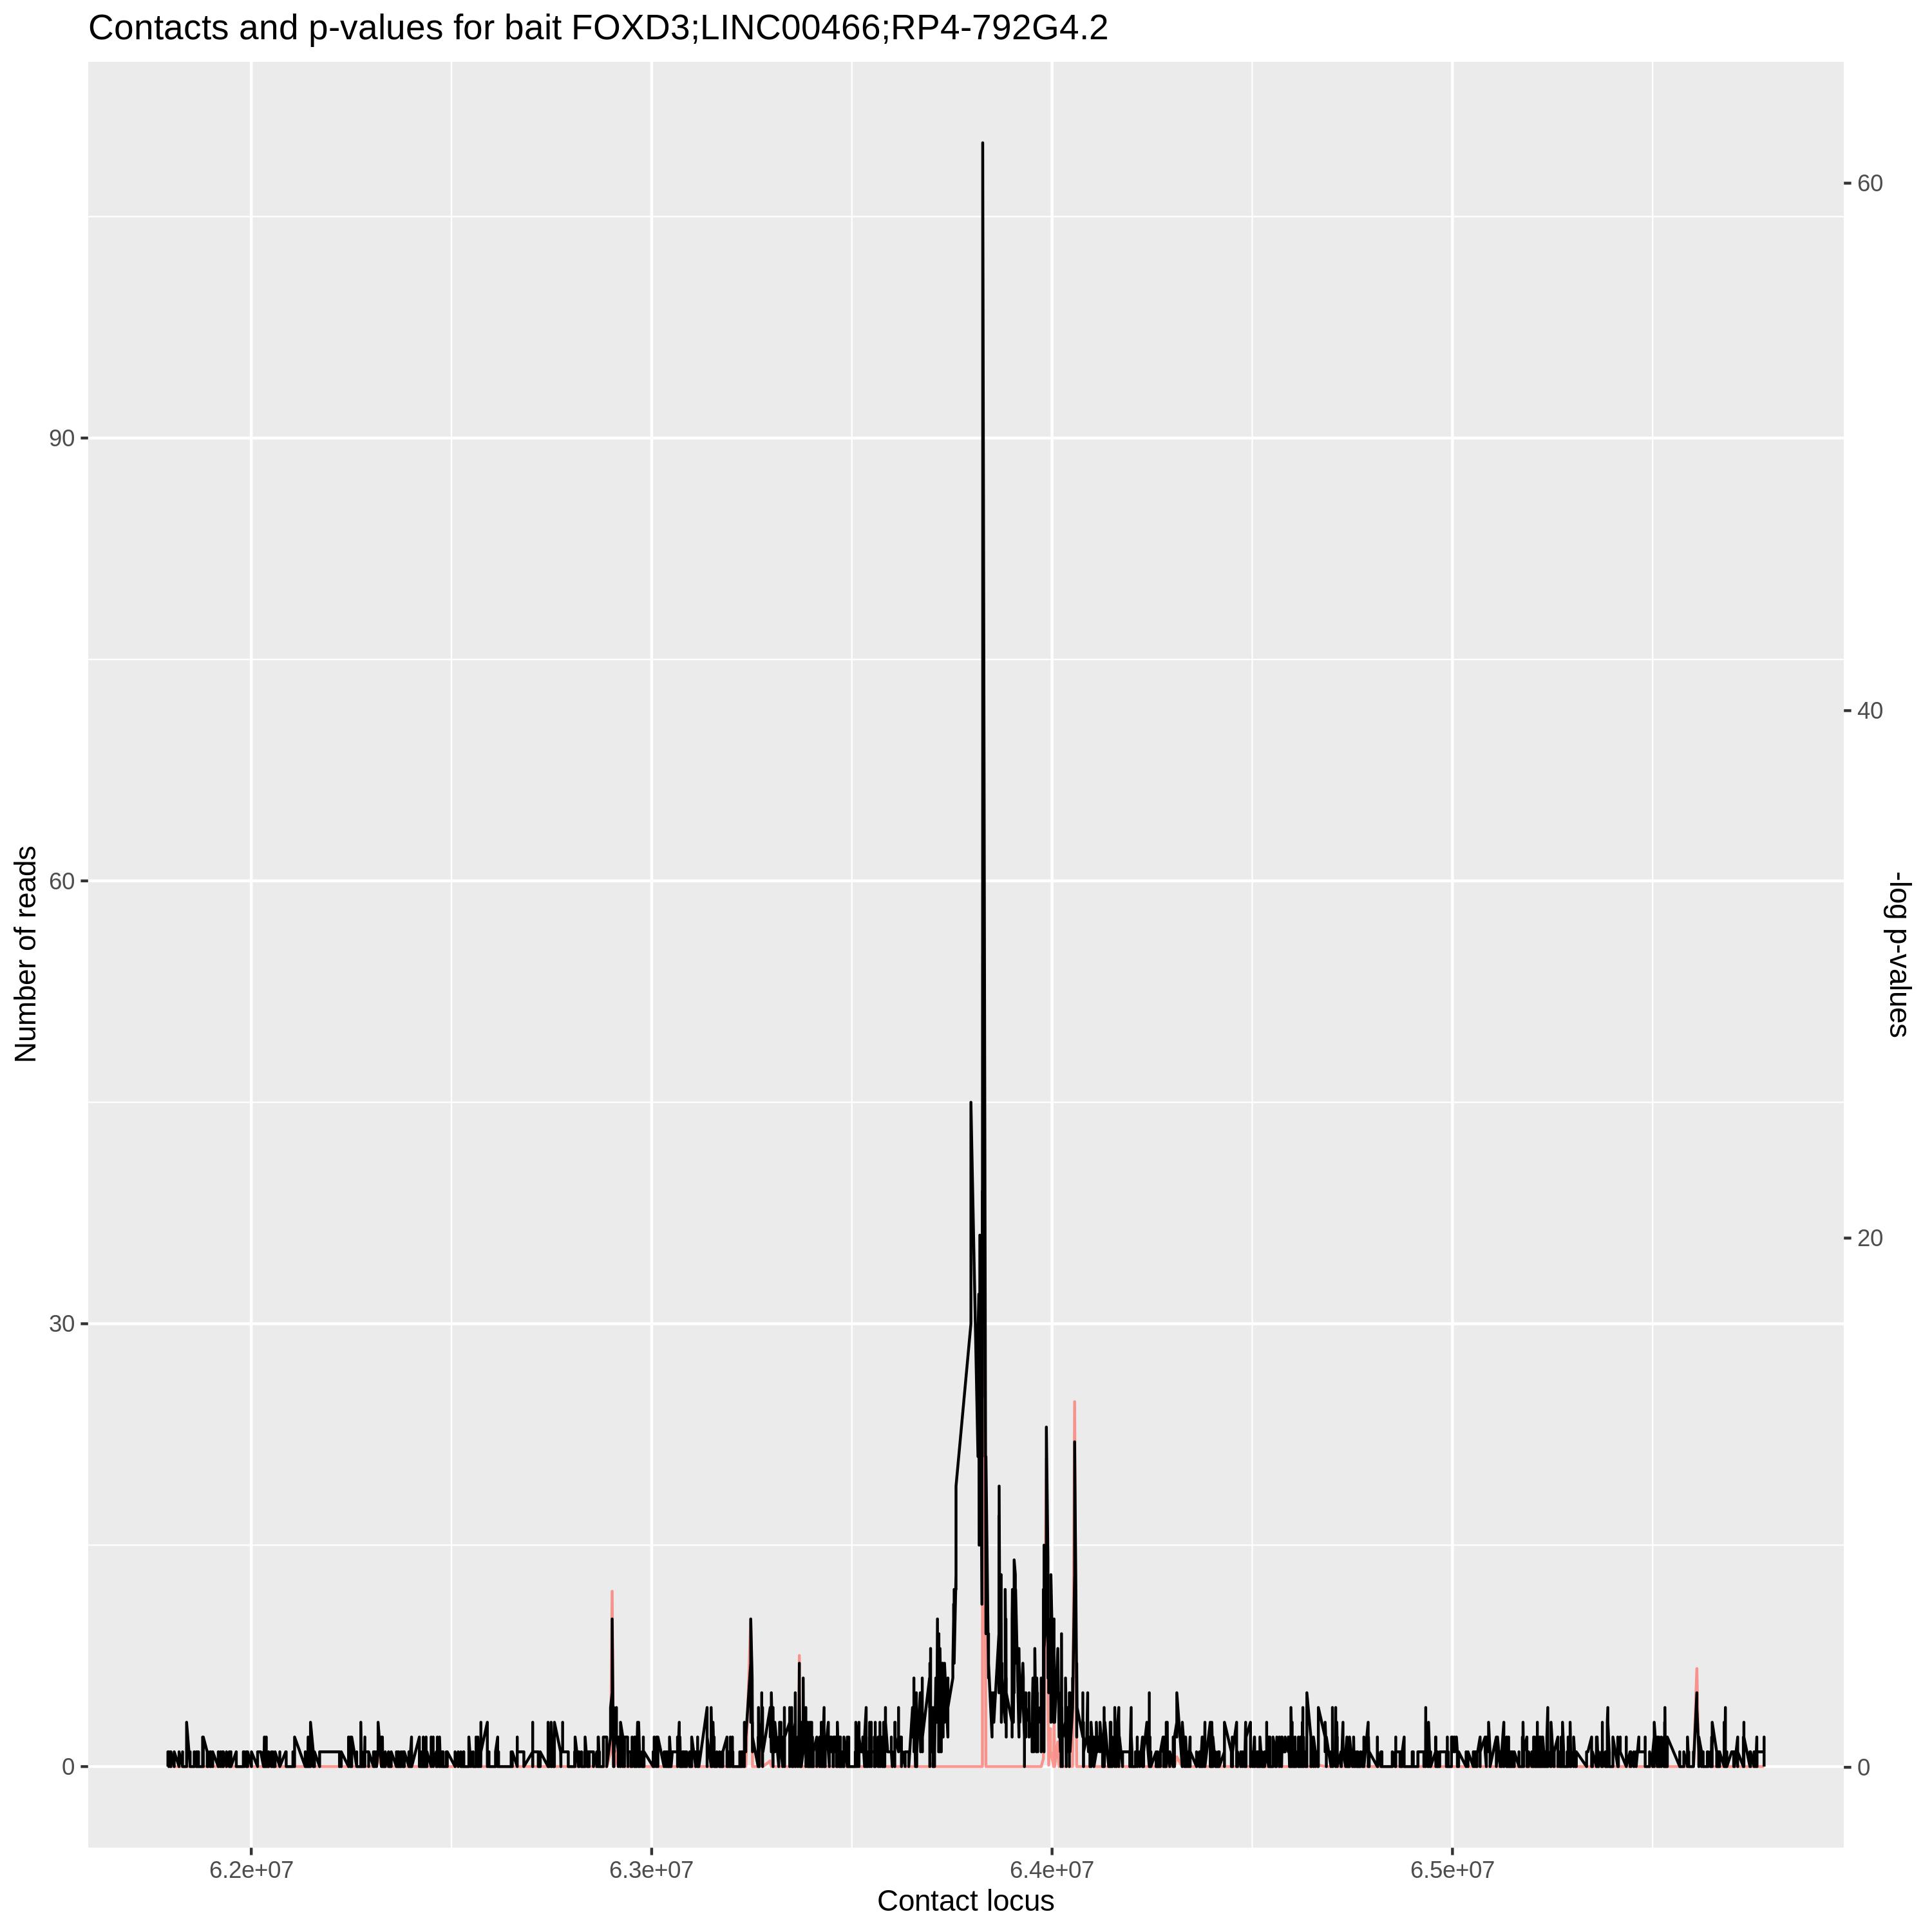 Contacts and p-values for bait FOXD3;LINC00466;RP4-792G4.2
Number of reads
90
60
30
0
60
40
20
0
-log p-values
6.2e+07
6.3e+07
6.4e+07
6.5e+07
Contact locus